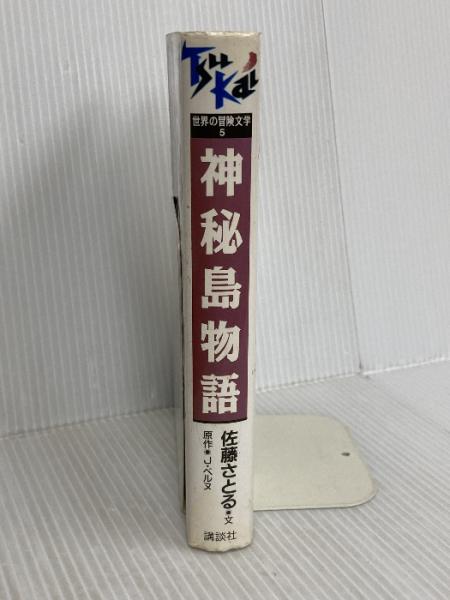 Tsu
Kai
世界の冒険文学
5
神秘島物語
佐藤さとる●文
原作●J・ベルヌ
講談社